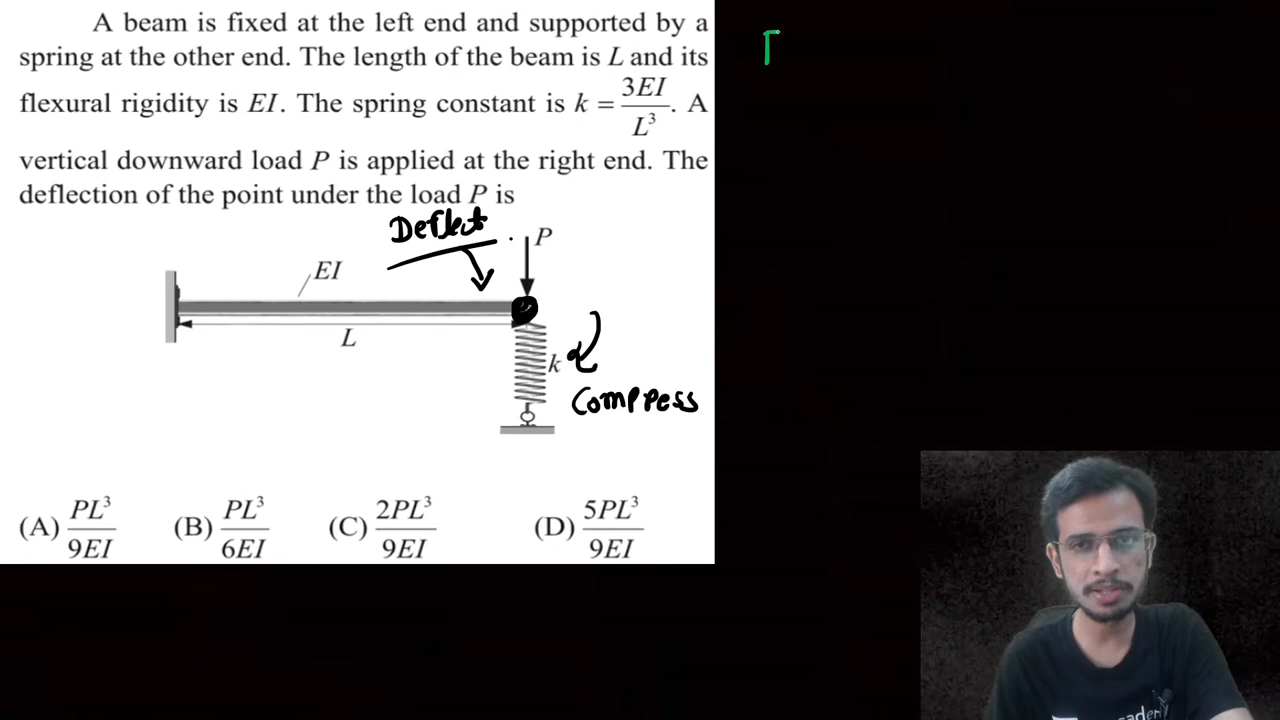 A beam is fixed at the left end and supported by a
spring at the other end. The length of the beam is L and its
flexural rigidity is EI. The spring constant is k = 3EI/L³. A
vertical downward load P is applied at the right end. The
deflection of the point under the load P is
Deflect
P
EI
L
k
Compress
(A) PL³/9EI (B) PL³/6EI (C) 2PL³/9EI (D) 5PL³/9EI